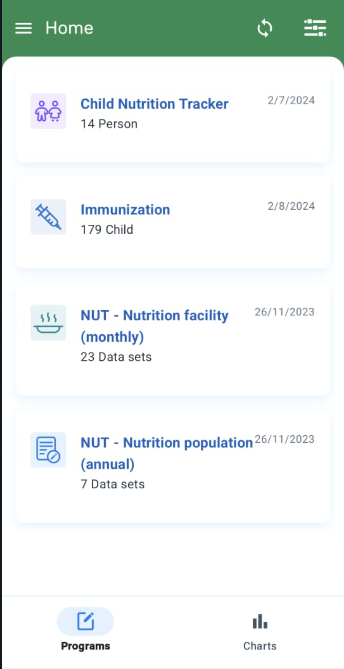 Home
Child Nutrition Tracker 2/7/2024
14 Person
Immunization 2/8/2024
179 Child
NUT - Nutrition facility 26/11/2023
(monthly)
23 Data sets
NUT - Nutrition population 26/11/2023
(annual)
7 Data sets
Programs Charts